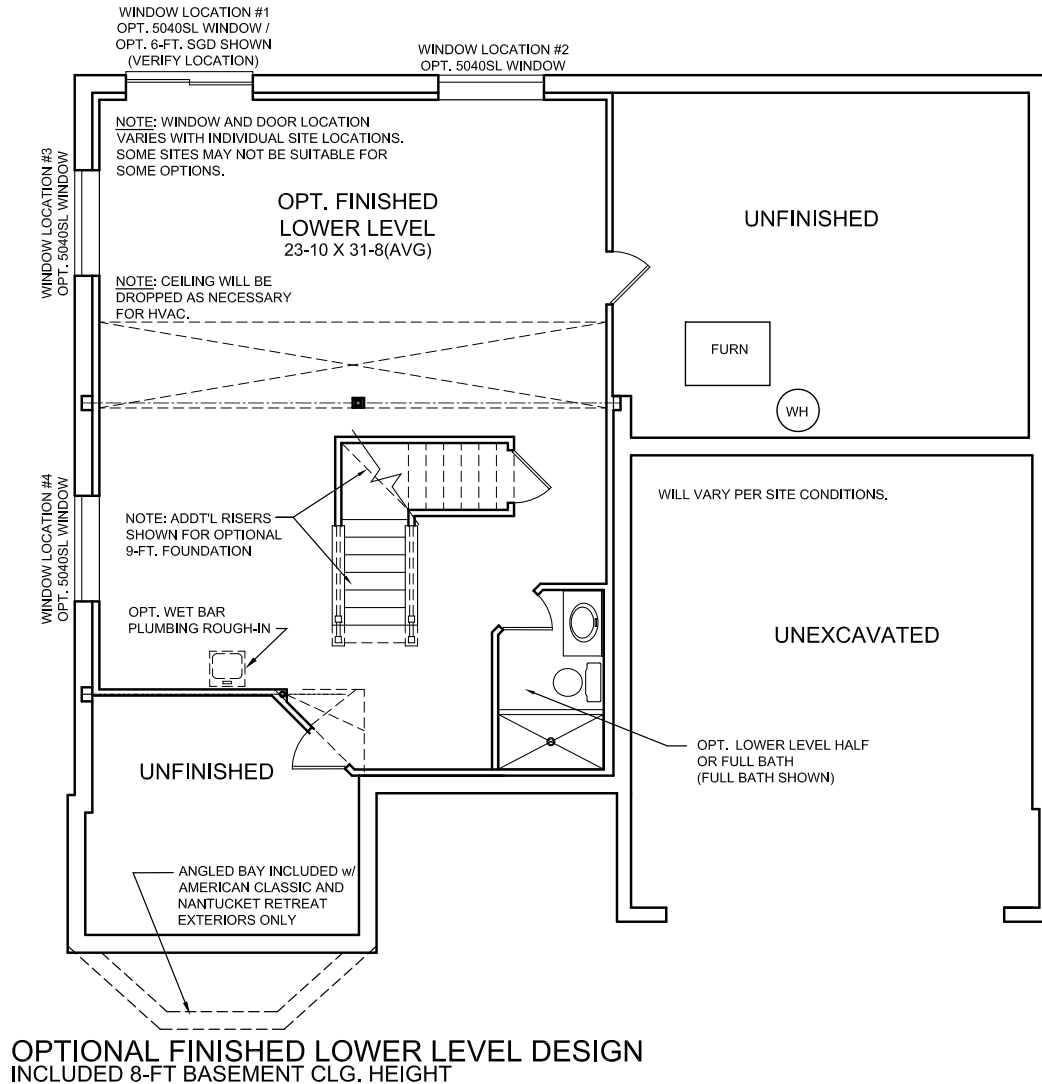 WINDOW LOCATION #1
OPT. 5040SL WINDOW /
OPT. 6-FT. SGD SHOWN
(VERIFY LOCATION)
WINDOW LOCATION #2
OPT. 5040SL WINDOW
NOTE: WINDOW AND DOOR LOCATION
VARIES WITH INDIVIDUAL SITE LOCATIONS.
SOME SITES MAY NOT BE SUITABLE FOR
SOME OPTIONS.
WINDOW LOCATION #3
OPT. 5040SL WINDOW
OPT. FINISHED
LOWER LEVEL
23-10 X 31-8(AVG)
UNFINISHED
NOTE: CEILING WILL BE
DROPPED AS NECESSARY
FOR HVAC.
FURN
WH
WINDOW LOCATION #4
OPT. 5040SL WINDOW
NOTE: ADDT'L RISERS
SHOWN FOR OPTIONAL
9-FT. FOUNDATION
WILL VARY PER SITE CONDITIONS.
OPT. WET BAR
PLUMBING ROUGH-IN
UNEXCAVATED
UNFINISHED
OPT. LOWER LEVEL HALF
OR FULL BATH
(FULL BATH SHOWN)
ANGLED BAY INCLUDED w/
AMERICAN CLASSIC AND
NANTUCKET RETREAT
EXTERIORS ONLY
OPTIONAL FINISHED LOWER LEVEL DESIGN
INCLUDED 8-FT BASEMENT CLG. HEIGHT